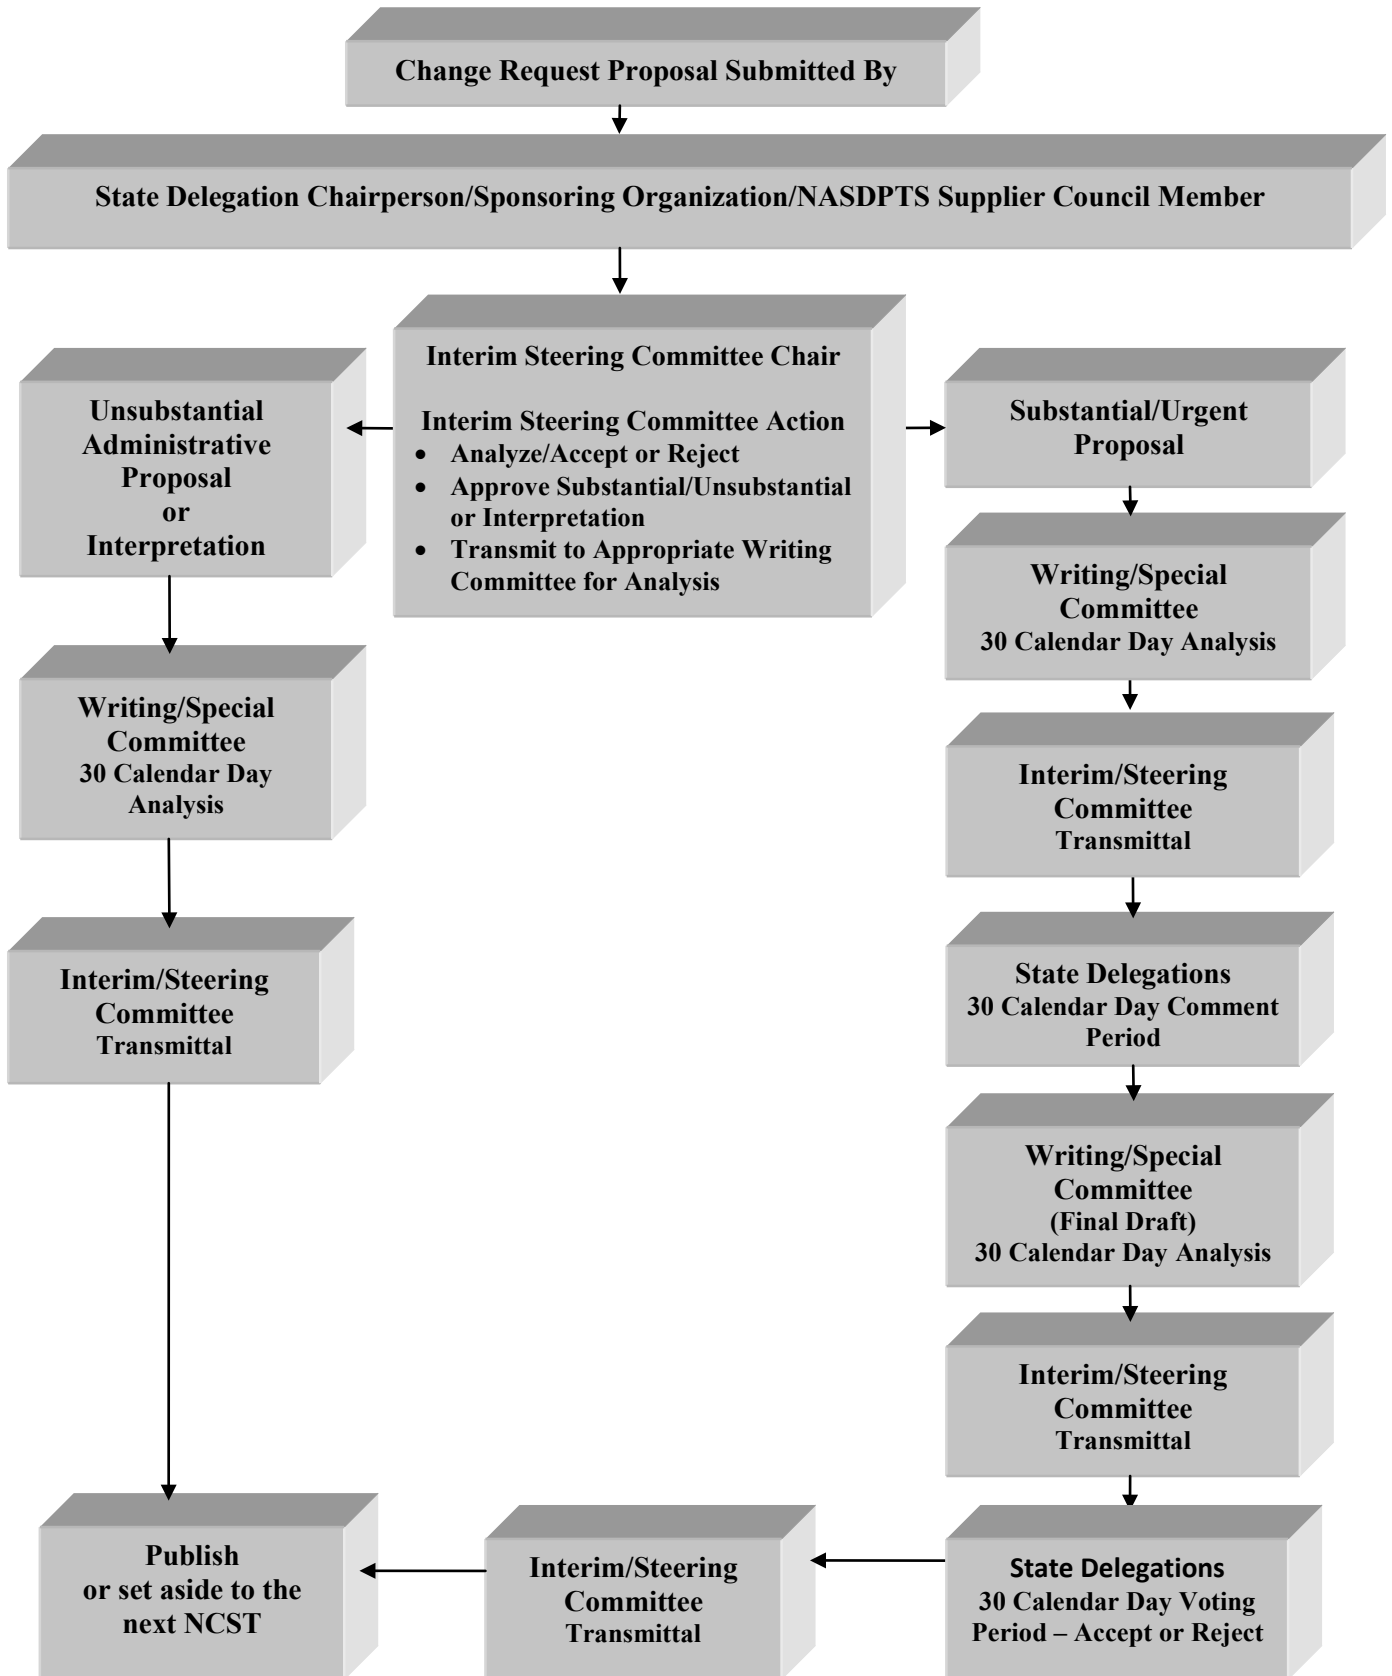 Change Request Proposal Submitted By
State Delegation Chairperson/Sponsoring Organization/NASDPTS Supplier Council Member
Interim Steering Committee Chair
Interim Steering Committee Action
• Analyze/Accept or Reject
• Approve Substantial/Unsubstantial
or Interpretation
• Transmit to Appropriate Writing
Committee for Analysis
Unsubstantial
Administrative
Proposal
or
Interpretation
Writing/Special
Committee
30 Calendar Day
Analysis
Interim/Steering
Committee
Transmittal
Substantial/Urgent
Proposal
Writing/Special
Committee
30 Calendar Day Analysis
Interim/Steering
Committee
Transmittal
State Delegations
30 Calendar Day Comment
Period
Writing/Special
Committee
(Final Draft)
30 Calendar Day Analysis
Interim/Steering
Committee
Transmittal
State Delegations
30 Calendar Day Voting
Period – Accept or Reject
Interim/Steering
Committee
Transmittal
Publish
or set aside to the
next NCST